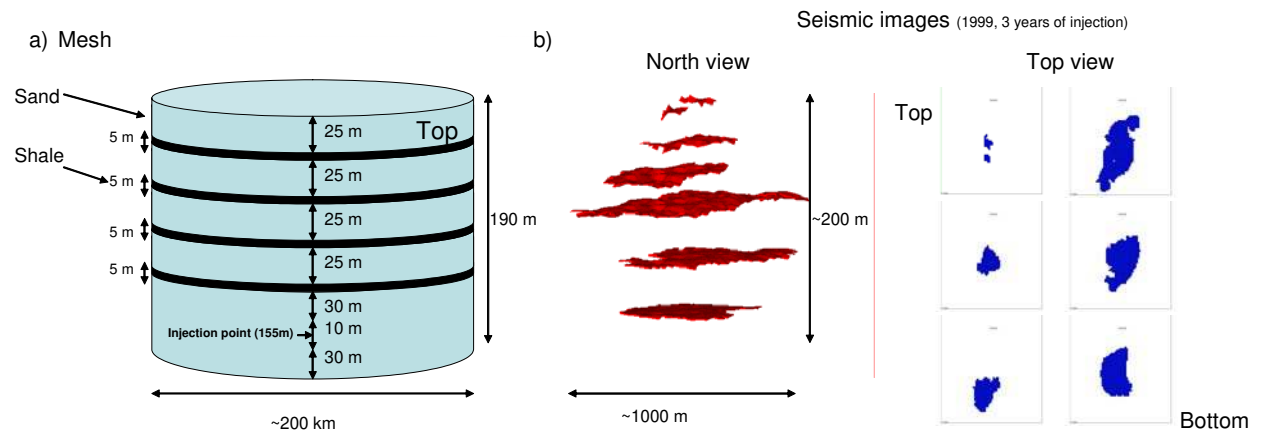 a) Mesh
Sand
Top
5 m
25 m
Shale
5 m
25 m
5 m
25 m
5 m
25 m
30 m
Injection point (155m)
10 m
30 m
190 m
~200 km
b)
Seismic images (1999, 3 years of injection)
North view
~200 m
~1000 m
Top view
Top
Bottom